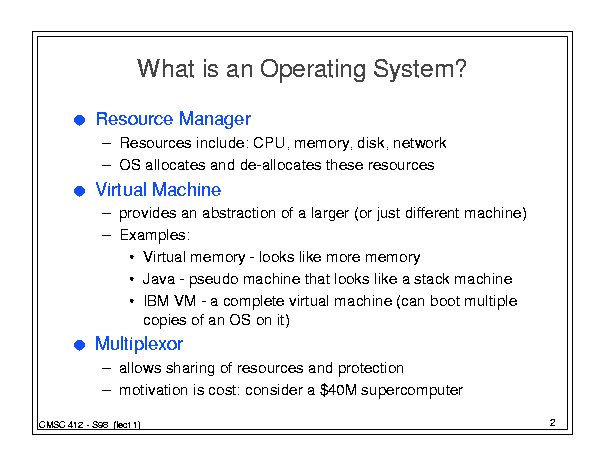 What is an Operating System?
● Resource Manager
– Resources include: CPU, memory, disk, network
– OS allocates and de-allocates these resources
● Virtual Machine
– provides an abstraction of a larger (or just different machine)
– Examples:
• Virtual memory - looks like more memory
• Java - pseudo machine that looks like a stack machine
• IBM VM - a complete virtual machine (can boot multiple
copies of an OS on it)
● Multiplexor
– allows sharing of resources and protection
– motivation is cost: consider a $40M supercomputer
CMSC 412 - S98 (lect 1)
2